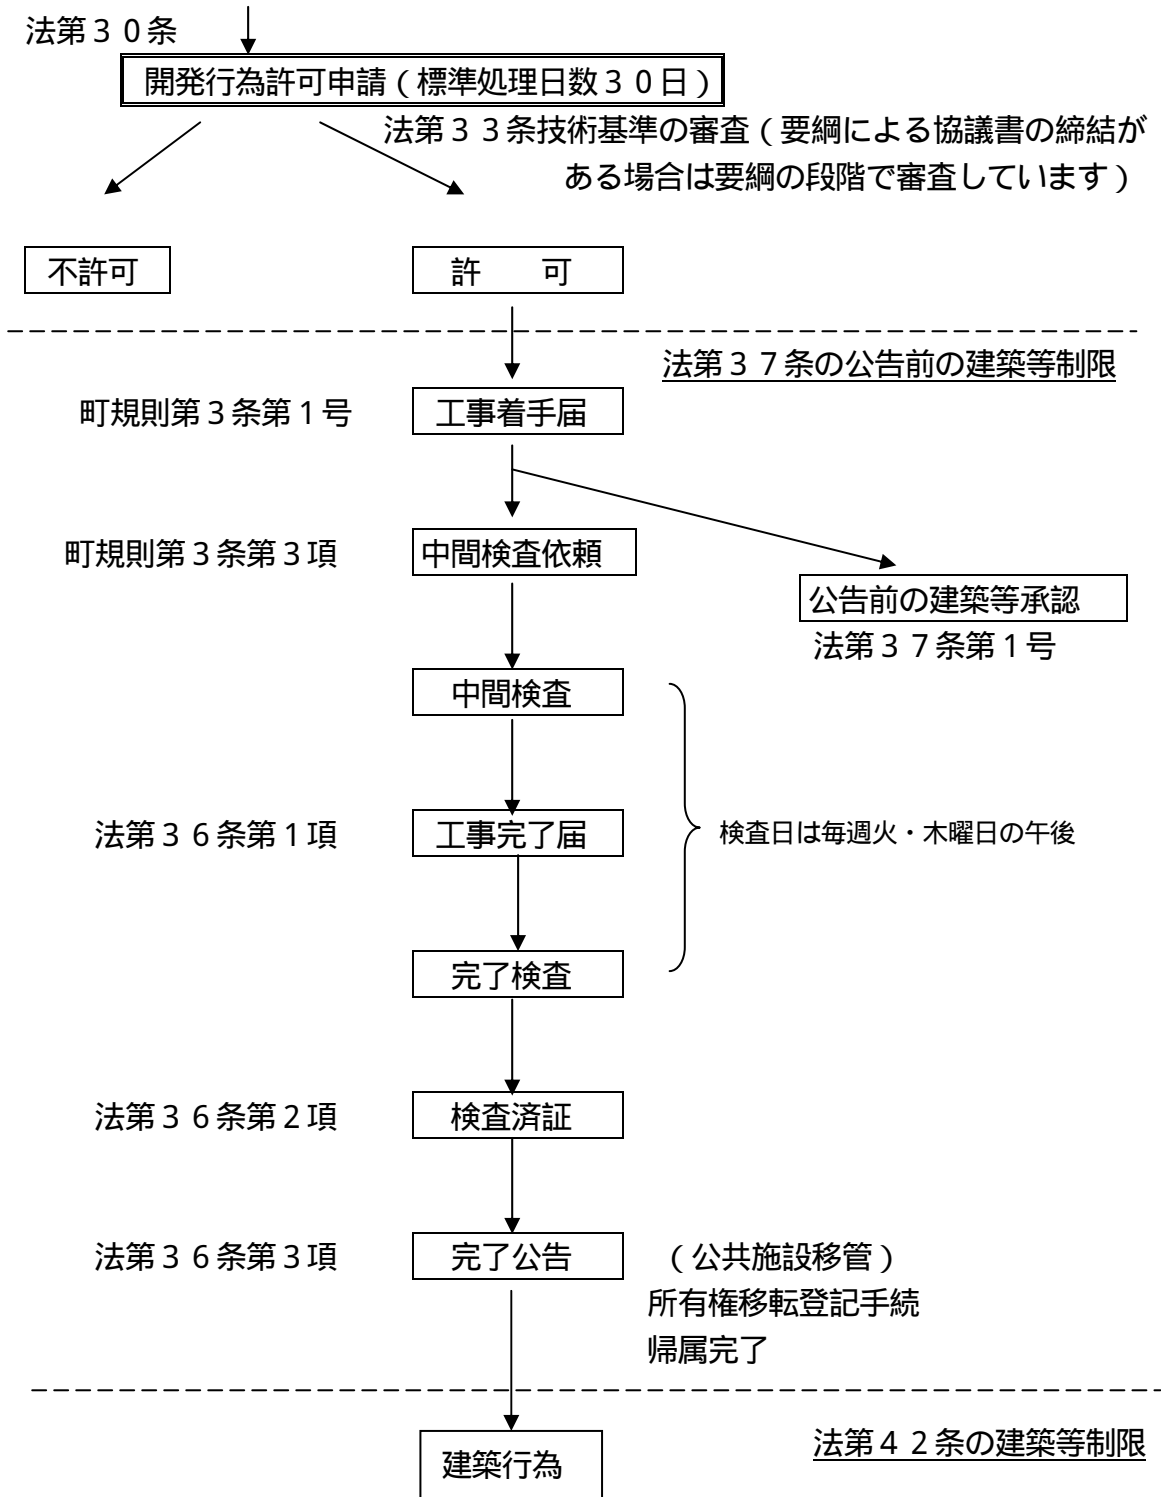 法第３０条
開発行為許可申請（標準処理日数３０日）
法第３３条技術基準の審査（要綱による協議書の締結が
ある場合は要綱の段階で審査しています）
不許可
許　　可
法第３７条の公告前の建築等制限
町規則第３条第１号
工事着手届
町規則第３条第３項
中間検査依頼
公告前の建築等承認
法第３７条第１号
中間検査
法第３６条第１項
工事完了届
検査日は毎週火・木曜日の午後
完了検査
法第３６条第２項
検査済証
法第３６条第３項
完了公告
（公共施設移管）
所有権移転登記手続
帰属完了
法第４２条の建築等制限
建築行為